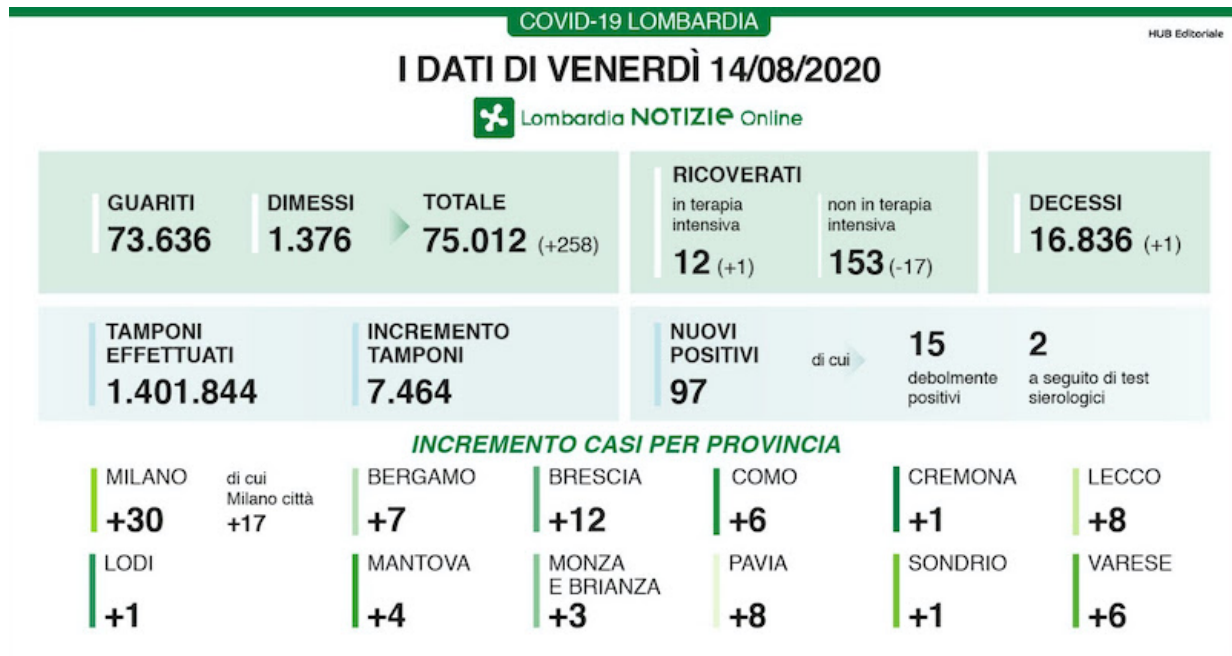 COVID-19 LOMBARDIA
HUB Editoriale
I DATI DI VENERDÌ 14/08/2020
Lombardia NOTIZIE Online
GUARITI
73.636
DIMESSI
1.376
TOTALE
75.012 (+258)
RICOVERATI
in terapia
intensiva
12 (+1)
non in terapia
intensiva
153 (-17)
DECESSI
16.836 (+1)
TAMPONI
EFFETTUATI
1.401.844
INCREMENTO
TAMPONI
7.464
NUOVI
POSITIVI
97
di cui
15
debolmente
positivi
2
a seguito di test
sierologici
INCREMENTO CASI PER PROVINCIA
MILANO
+30
di cui
Milano città
+17
BERGAMO
+7
BRESCIA
+12
COMO
+6
CREMONA
+1
LECCO
+8
LODI
+1
MANTOVA
+4
MONZA
E BRIANZA
+3
PAVIA
+8
SONDRIO
+1
VARESE
+6